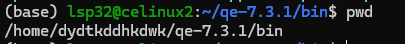 (base) lsp32@celinux2:~/qe-7.3.1/bin$ pwd
/home/dydtkddhkdwk/qe-7.3.1/bin